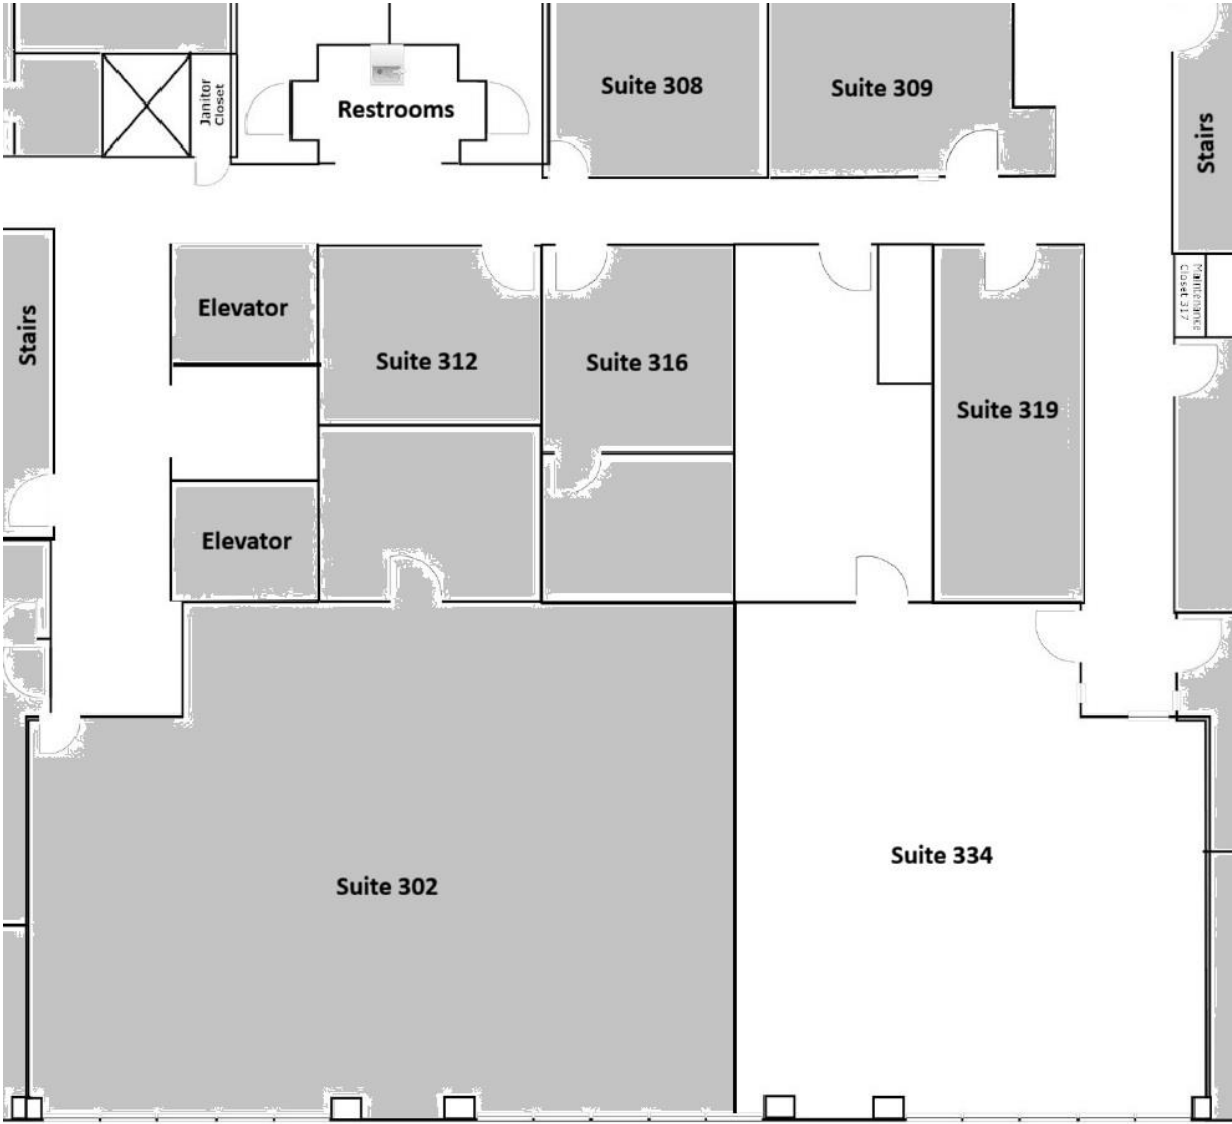 Janitor
Closet
Restrooms
Suite 308
Suite 309
Stairs
Stairs
Elevator
Suite 312
Suite 316
Suite 319
Maintenance
Closet 317
Elevator
Suite 302
Suite 334